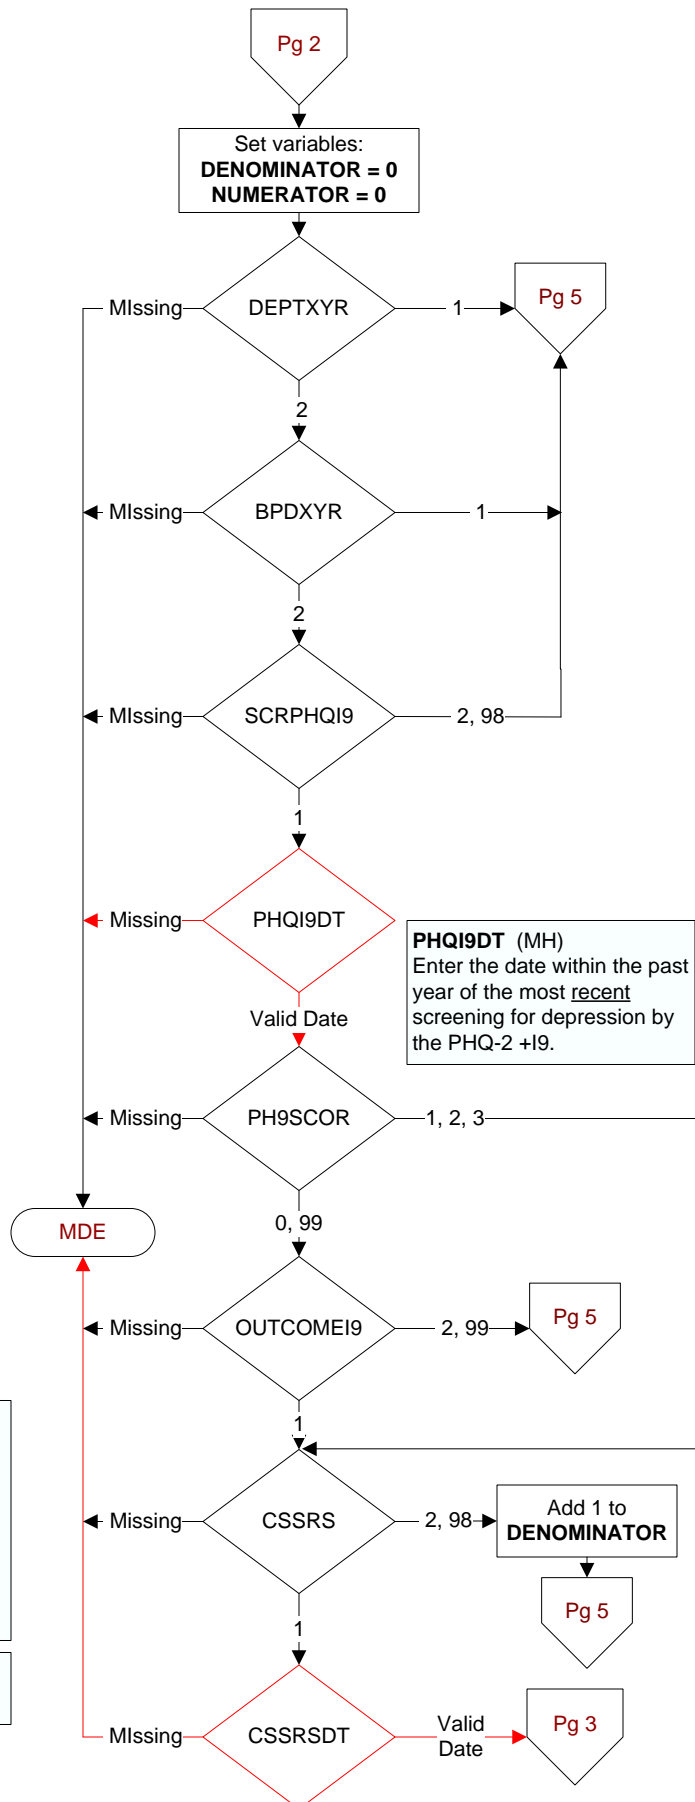 Pg 2
Set variables:
DENOMINATOR = 0
NUMERATOR = 0
MIssing
DEPTXYR
1
Pg 5
2
MIssing
BPDXYR
1
2
MIssing
SCRPHQI9
2, 98
1
Missing
PHQI9DT
PHQI9DT (MH)
Enter the date within the past
year of the most recent
screening for depression by
the PHQ-2 +I9.
Valid Date
Missing
PH9SCOR
1, 2, 3
0, 99
MDE
Missing
OUTCOMEI9
2, 99
Pg 5
1
Missing
CSSRS
2, 98
Add 1 to
DENOMINATOR
Pg 5
1
MIssing
CSSRSDT
Valid
Date
Pg 3